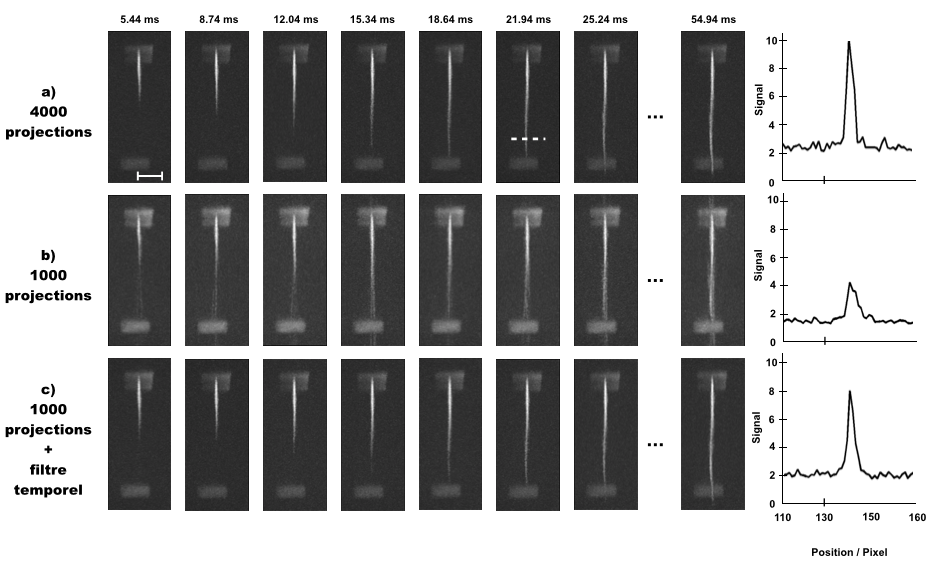 5.44 ms 8.74 ms 12.04 ms 15.34 ms 18.64 ms 21.94 ms 25.24 ms 54.94 ms
a)
4000
projections
...
Signal
10
8
6
4
2
0
b)
1000
projections
...
Signal
10
8
6
4
2
0
c)
1000
projections
+
filtre
temporel
...
Signal
10
8
6
4
2
0
110 130 150 160
Position / Pixel